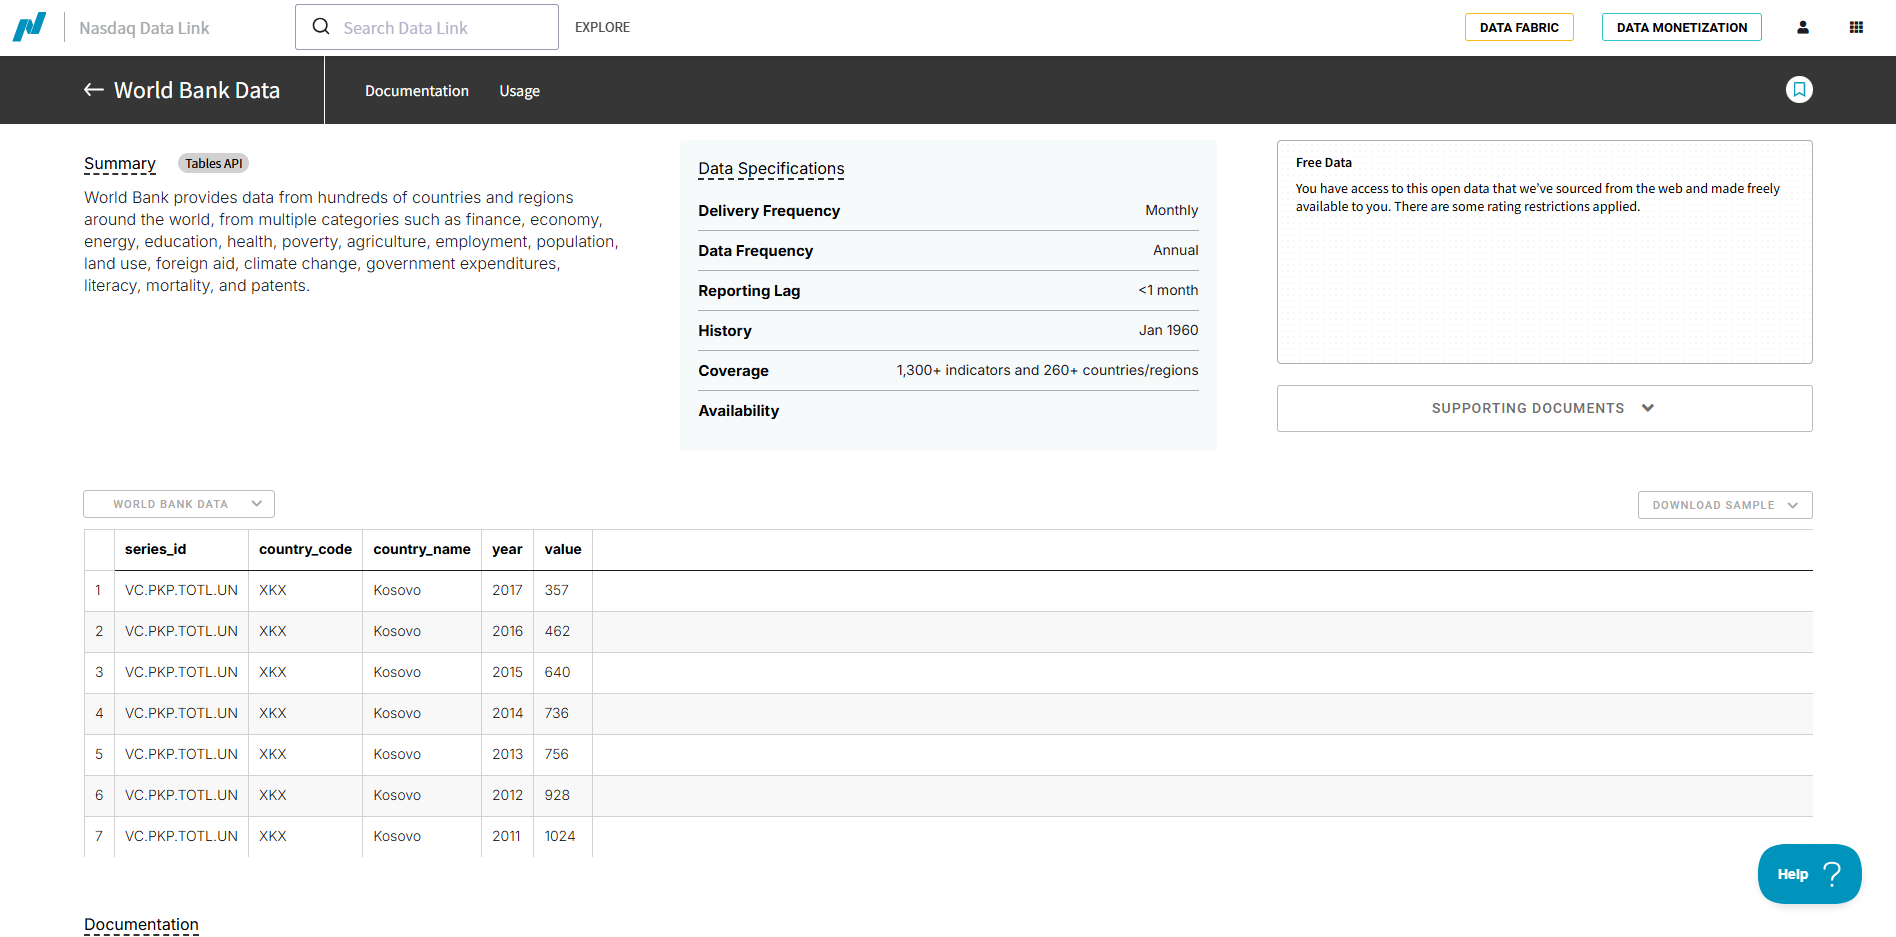 Nasdaq Data Link
Search Data Link
EXPLORE
DATA FABRIC
DATA MONETIZATION
World Bank Data
Documentation
Usage
Summary
Tables API
World Bank provides data from hundreds of countries and regions
around the world, from multiple categories such as finance, economy,
energy, education, health, poverty, agriculture, employment, population,
land use, foreign aid, climate change, government expenditures,
literacy, mortality, and patents.
Data Specifications
Delivery Frequency Monthly
Data Frequency Annual
Reporting Lag <1 month
History Jan 1960
Coverage 1,300+ indicators and 260+ countries/regions
Availability
Free Data
You have access to this open data that we’ve sourced from the web and made freely
available to you. There are some rating restrictions applied.
SUPPORTING DOCUMENTS
WORLD BANK DATA
DOWNLOAD SAMPLE
series_id country_code country_name year value
1 VC.PKP.TOTL.UN XKX Kosovo 2017 357
2 VC.PKP.TOTL.UN XKX Kosovo 2016 462
3 VC.PKP.TOTL.UN XKX Kosovo 2015 640
4 VC.PKP.TOTL.UN XKX Kosovo 2014 736
5 VC.PKP.TOTL.UN XKX Kosovo 2013 756
6 VC.PKP.TOTL.UN XKX Kosovo 2012 928
7 VC.PKP.TOTL.UN XKX Kosovo 2011 1024
Help ?
Documentation